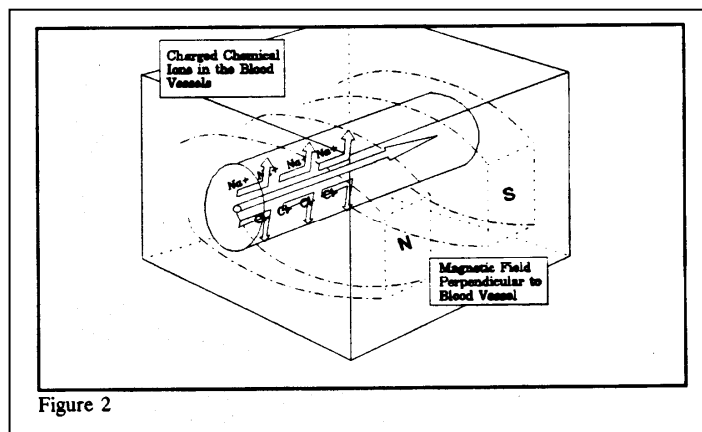 Charged Chemical
Ions in the Blood
Vessels
Na+ Na+ Na+
Cl- Cl-
S
N
Magnetic Field
Perpendicular to
Blood Vessel
Figure 2